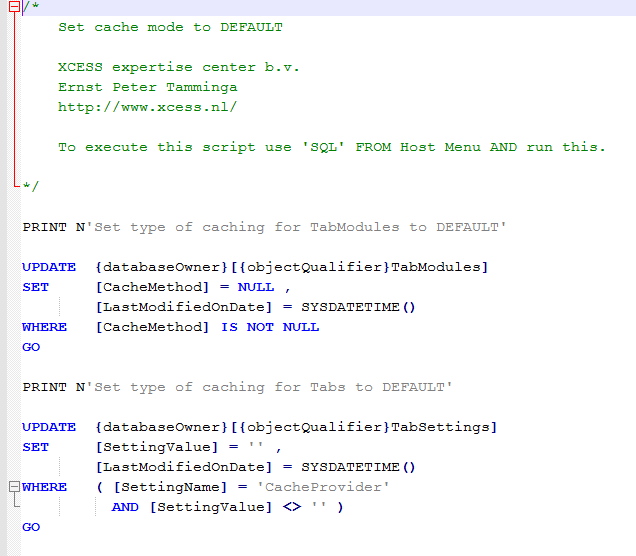 /*
Set cache mode to DEFAULT
XCESS expertise center b.v.
Ernst Peter Tamminga
http://www.xcess.nl/
To execute this script use 'SQL' FROM Host Menu AND run this.
*/
PRINT N'Set type of caching for TabModules to DEFAULT'
UPDATE {databaseOwner}[{objectQualifier}TabModules]
SET [CacheMethod] = NULL ,
[LastModifiedOnDate] = SYSDATETIME()
WHERE [CacheMethod] IS NOT NULL
GO
PRINT N'Set type of caching for Tabs to DEFAULT'
UPDATE {databaseOwner}[{objectQualifier}TabSettings]
SET [SettingValue] = '' ,
[LastModifiedOnDate] = SYSDATETIME()
WHERE ( [SettingName] = 'CacheProvider'
AND [SettingValue] <> '' )
GO